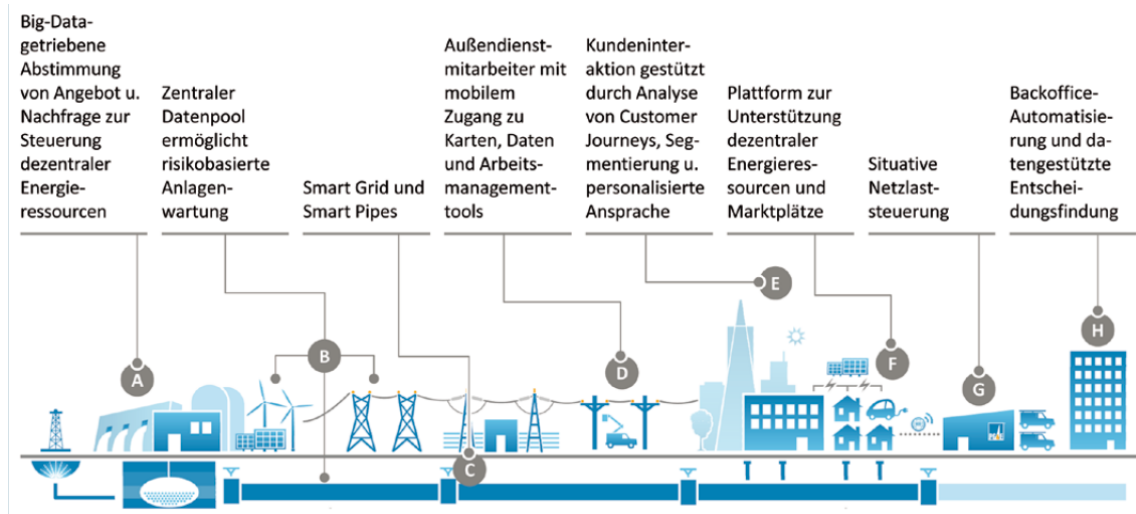 Big-Data-
getriebene
Abstimmung
von Angebot u.
Nachfrage zur
Steuerung
dezentraler
Energie-
ressourcen
Zentraler
Datenpool
ermöglicht
risikobasierte
Anlagen-
wartung
Smart Grid und
Smart Pipes
Außendienst-
mitarbeiter mit
mobilem
Zugang zu
Karten, Daten
und Arbeits-
management-
tools
Kundeninter-
aktion gestützt
durch Analyse
von Customer
Journeys, Seg-
mentierung u.
personalisierte
Ansprache
Plattform zur
Unterstützung
dezentraler
Energieres-
sourcen und
Marktplätze
Situative
Netzlast-
steuerung
Backoffice-
Automatisie-
rung und da-
tengestützte
Entschei-
dungsfindung
A
B
C
D
E
F
G
H